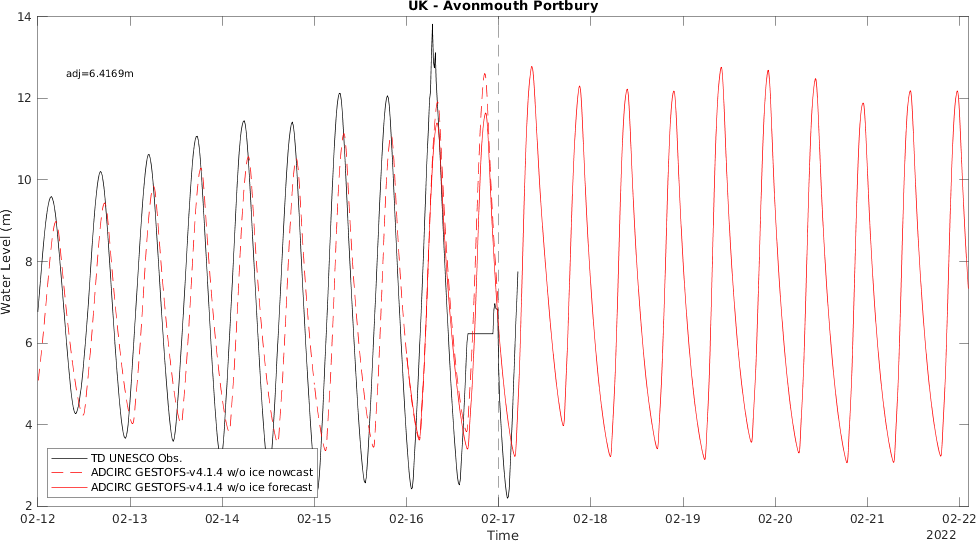 UK - Avonmouth Portbury
14
adj=6.4169m
12
10
8
6
4
2
Water Level (m)
TD UNESCO Obs.
ADCIRC GESTOFS-v4.1.4 w/o ice nowcast
ADCIRC GESTOFS-v4.1.4 w/o ice forecast
02-12 02-13 02-14 02-15 02-16 02-17 02-18 02-19 02-20 02-21 02-22
Time
2022